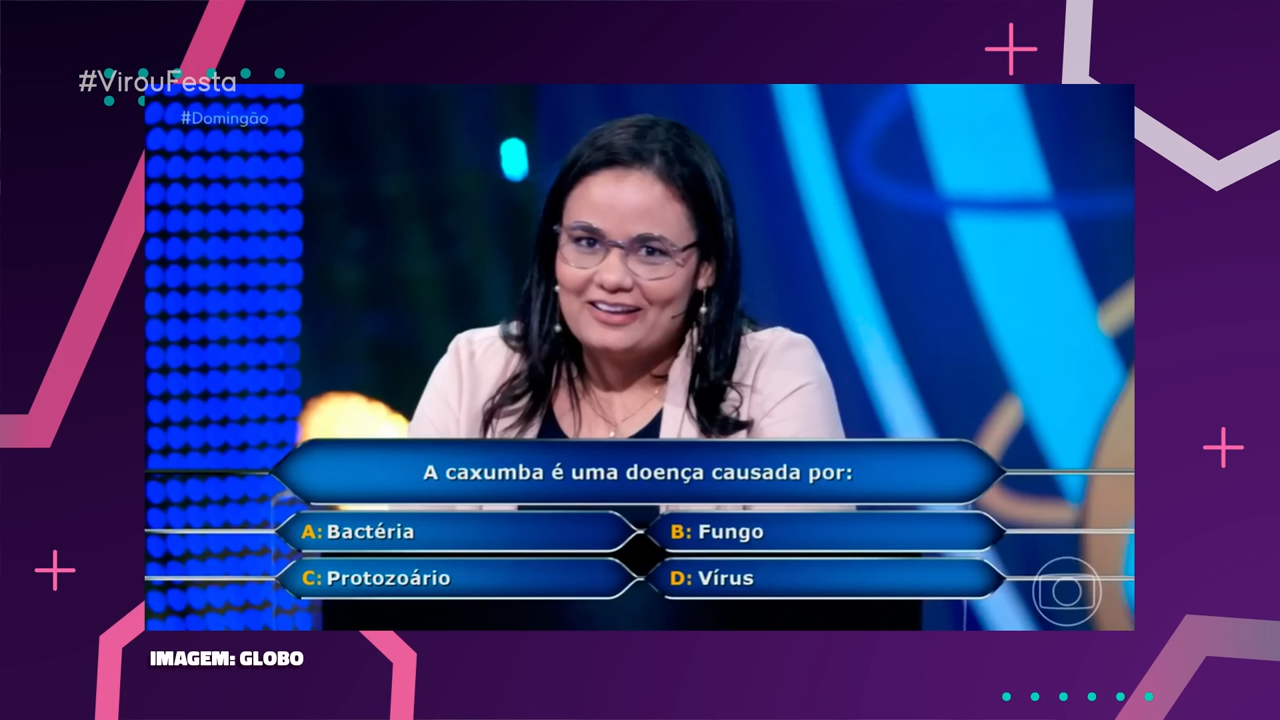 #VirouFesta
#Domingão
A caxumba é uma doença causada por:
A: Bactéria
B: Fungo
C: Protozoário
D: Vírus
IMAGEM: GLOBO